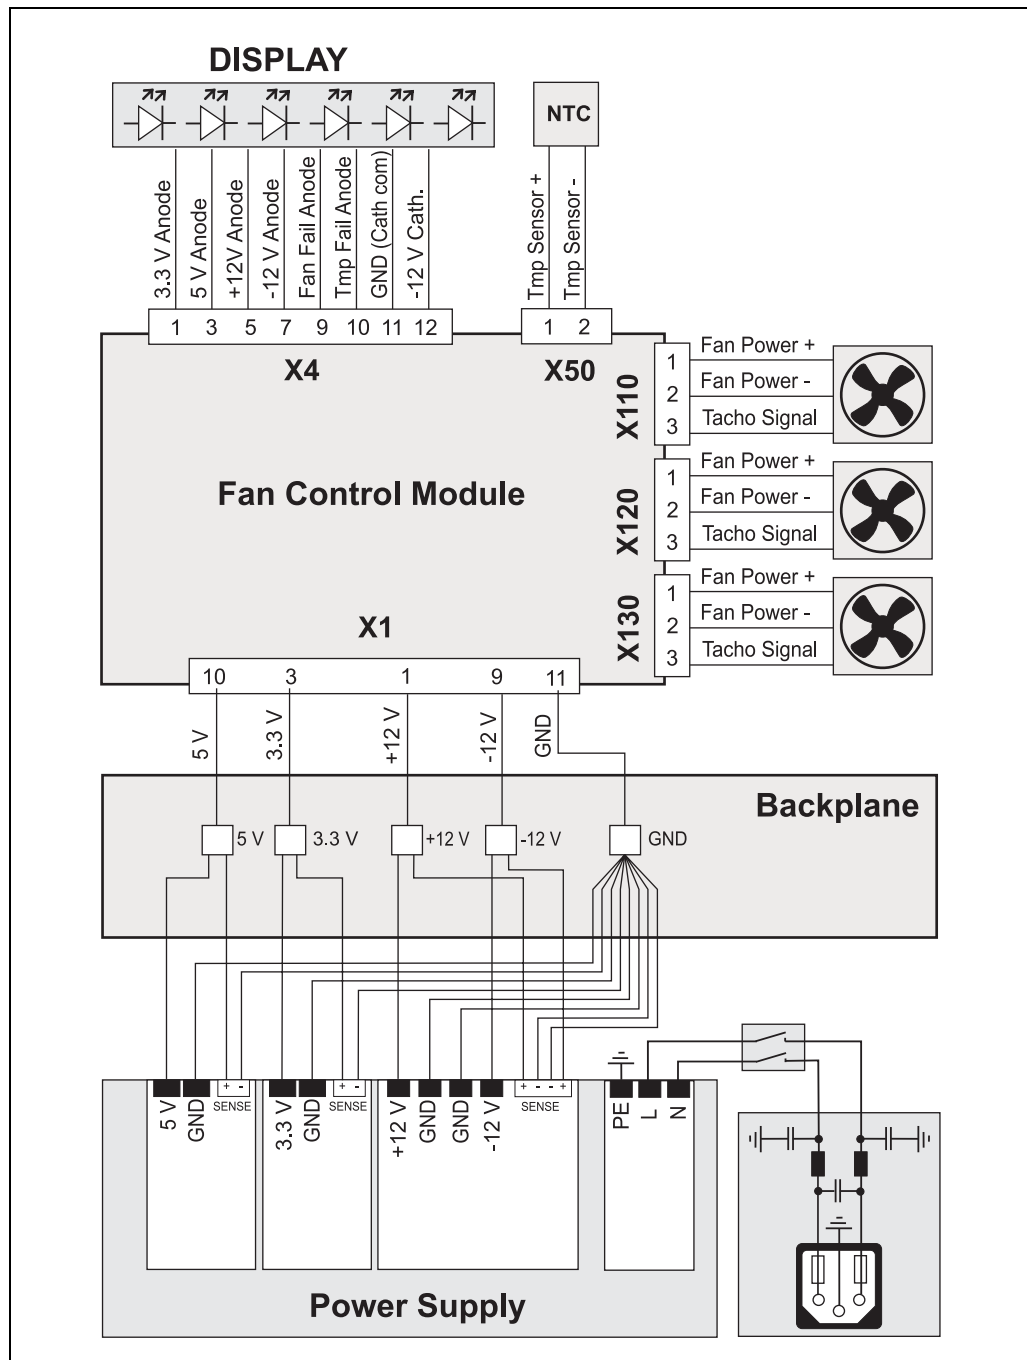 DISPLAY
NTC
3.3 V Anode
5 V Anode
+12V Anode
-12 V Anode
Fan Fail Anode
Tmp Fail Anode
GND (Cath com)
-12 V Cath.
Tmp Sensor +
Tmp Sensor -
1 3 5 7 9 10 11 12
1 2
X4
X50
X110
1 Fan Power +
2 Fan Power -
3 Tacho Signal
Fan Control Module
X120
1 Fan Power +
2 Fan Power -
3 Tacho Signal
X130
1 Fan Power +
2 Fan Power -
3 Tacho Signal
X1
10 3 1 9 11
5 V
3.3 V
+12 V
-12 V
GND
Backplane
5 V
3.3 V
+12 V
-12 V
GND
+ -
SENSE
+ -
SENSE
+ - - +
SENSE
5 V
GND
3.3 V
GND
+12 V
GND
GND
-12 V
PE
L
N
Power Supply